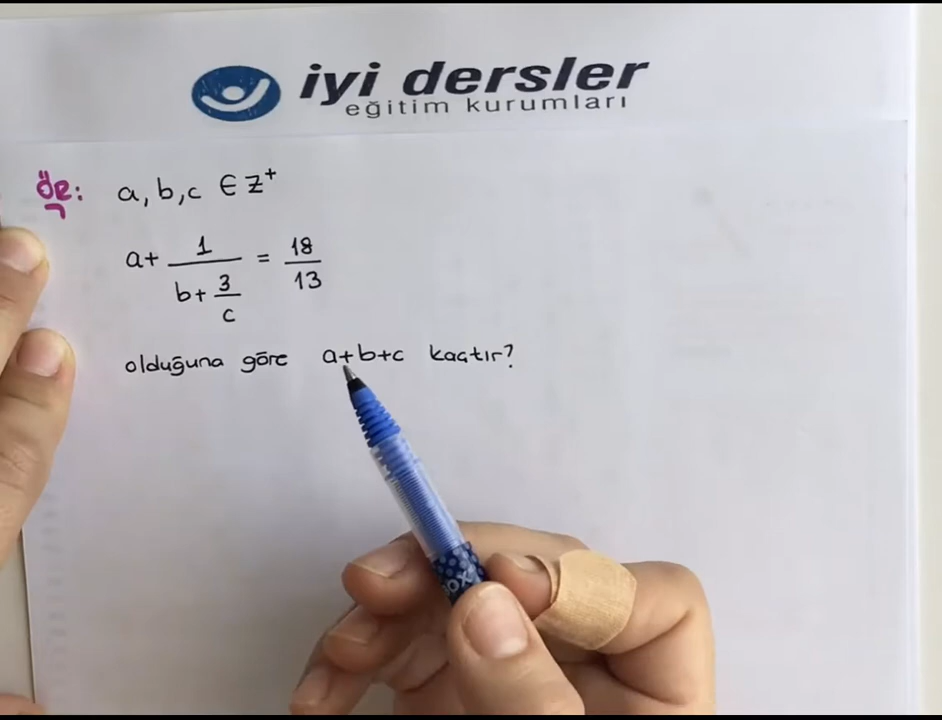 iyi dersler
eğitim kurumları
ör: a, b, c ∈ Z⁺
a + 1/(b + 3/c) = 18/13
olduğuna göre a+b+c kaçtır?